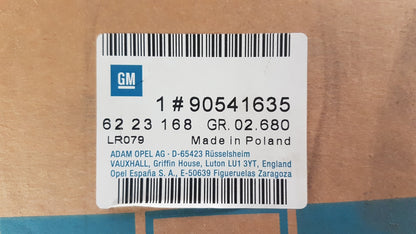 GM
1 # 90541635
62 23 168 GR. 02.680
LR079 Made in Poland
ADAM OPEL AG · D-65423 Rüsselsheim
VAUXHALL, Griffin House, Luton LU1 3YT, England
Opel España S. A., E-50639 Figueruelas Zaragoza